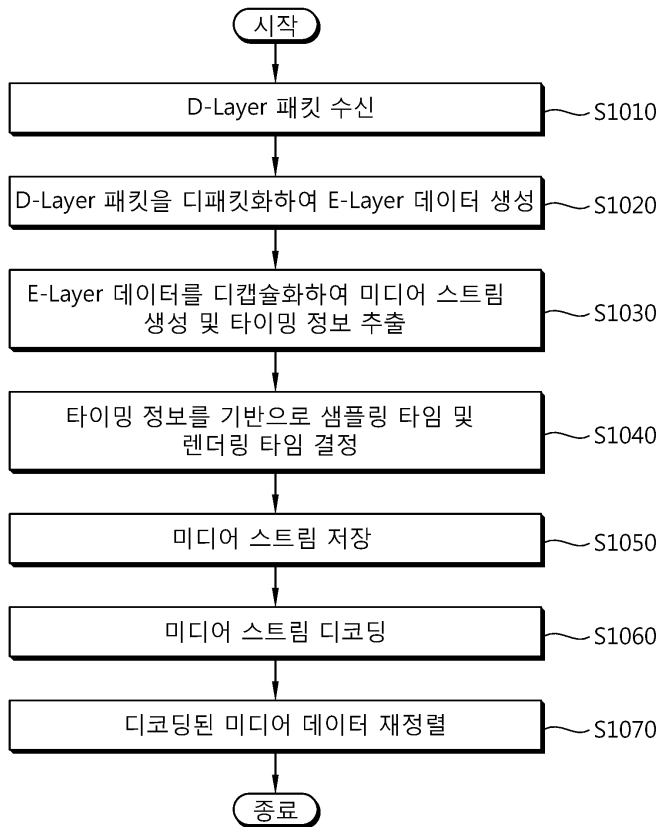 시작
D-Layer 패킷 수신
S1010
D-Layer 패킷을 디패킷화하여 E-Layer 데이터 생성
S1020
E-Layer 데이터를 디캡슐화하여 미디어 스트림
생성 및 타이밍 정보 추출
S1030
타이밍 정보를 기반으로 샘플링 타임 및
렌더링 타임 결정
S1040
미디어 스트림 저장
S1050
미디어 스트림 디코딩
S1060
디코딩된 미디어 데이터 재정렬
S1070
종료